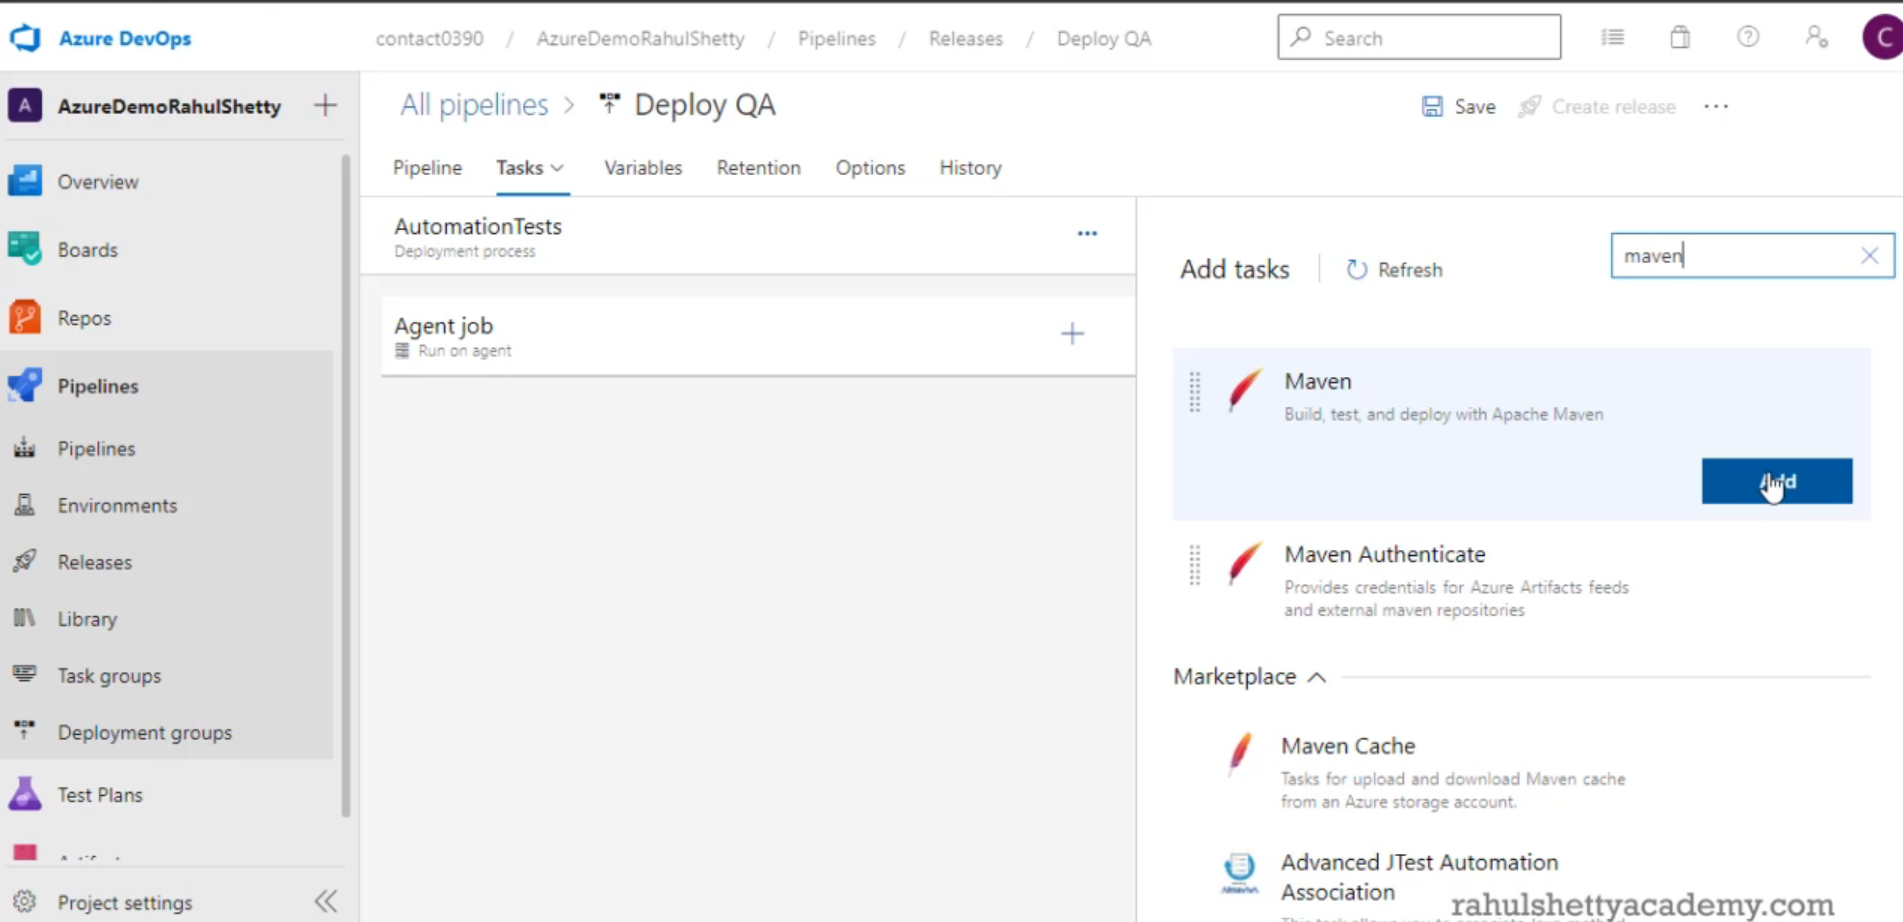 Azure DevOps
contact0390 / AzureDemoRahulShetty / Pipelines / Releases / Deploy QA
Search
C
A AzureDemoRahulShetty
Overview
Boards
Repos
Pipelines
Pipelines
Environments
Releases
Library
Task groups
Deployment groups
Test Plans
Project settings
All pipelines > Deploy QA
Save
Create release
Pipeline
Tasks
Variables
Retention
Options
History
AutomationTests
Deployment process
Agent job
Run on agent
Add tasks
Refresh
maven
Maven
Build, test, and deploy with Apache Maven
Add
Maven Authenticate
Provides credentials for Azure Artifacts feeds
and external maven repositories
Marketplace
Maven Cache
Tasks for upload and download Maven cache
from an Azure storage account.
Advanced JTest Automation
Association
rahulshettyacademy.com